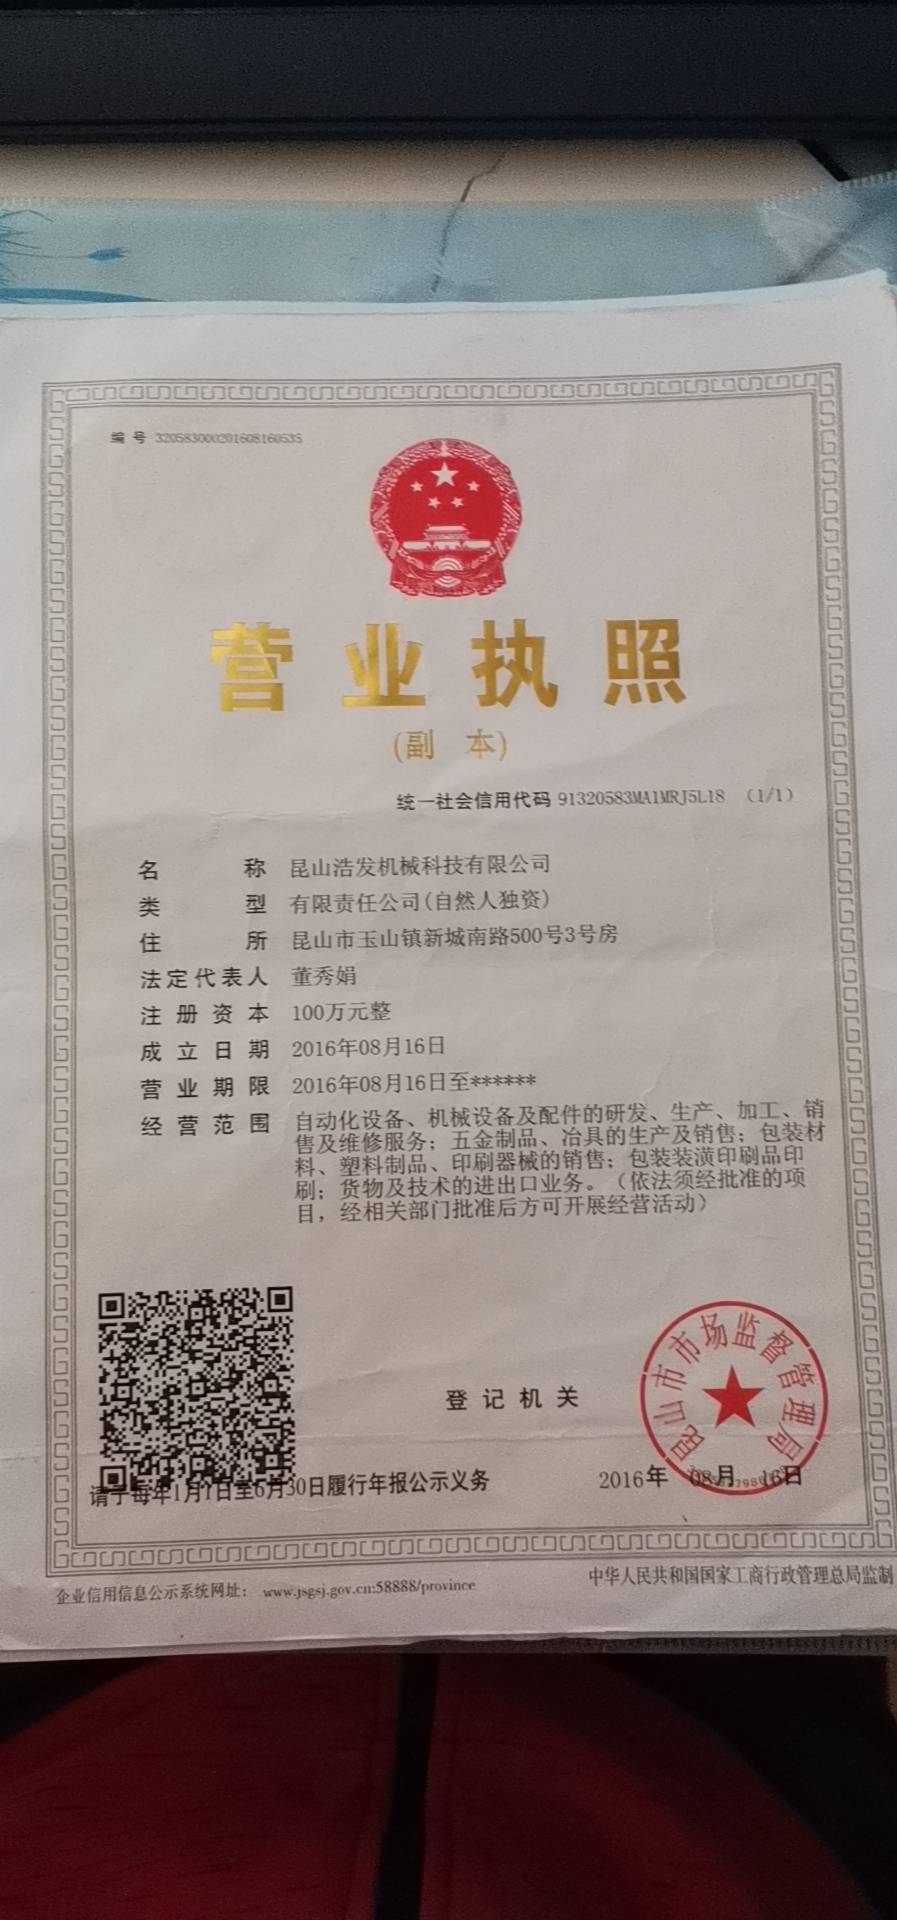 编 号 320583000201608160535
营业执照
(副 本)
统一社会信用代码 91320583MA1MRJ5L18 (1/1)
名 称 昆山浩发机械科技有限公司
类 型 有限责任公司(自然人独资)
住 所 昆山市玉山镇新城南路500号3号房
法定代表人 董秀娟
注册资本 100万元整
成立日期 2016年08月16日
营业期限 2016年08月16日至******
经营范围 自动化设备、机械设备及配件的研发、生产、加工、销
售及维修服务；五金制品、冶具的生产及销售；包装材
料、塑料制品、印刷器械的销售；包装装潢印刷品印
刷；货物及技术的进出口业务。（依法须经批准的项
目，经相关部门批准后方可开展经营活动）
登记机关
昆山市市场监督管理局
请于每年1月1日至6月30日履行年报公示义务
2016年 08月 16日
企业信用信息公示系统网址： www.jsgsj.gov.cn:58888/province
中华人民共和国国家工商行政管理总局监制